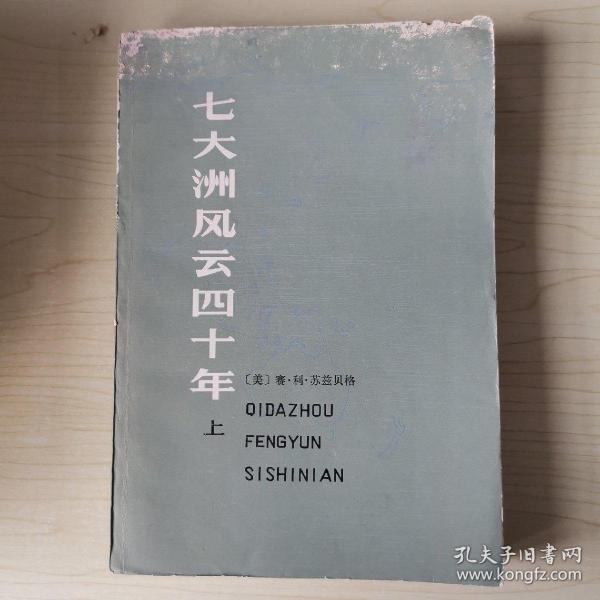 七大洲风云四十年
上
〔美〕赛·利·苏兹贝格
QIDAZHOU
FENGYUN
SISHINIAN
孔夫子旧書网
www.kongfz.com